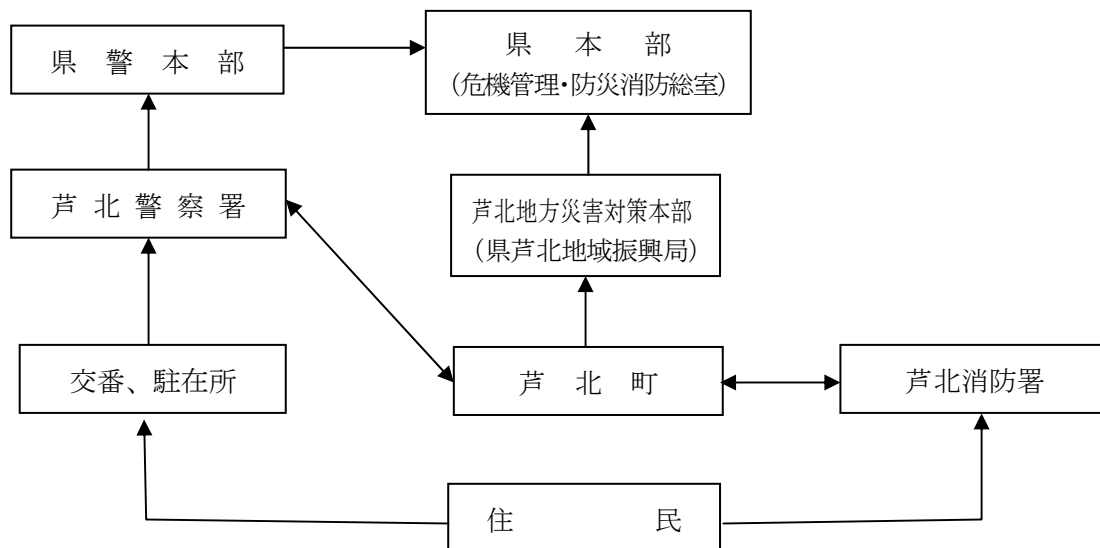 県警本部
県本部
（危機管理・防災消防総室）
芦北警察署
芦北地方災害対策本部
（県芦北地域振興局）
交番、駐在所
芦北町
芦北消防署
住民